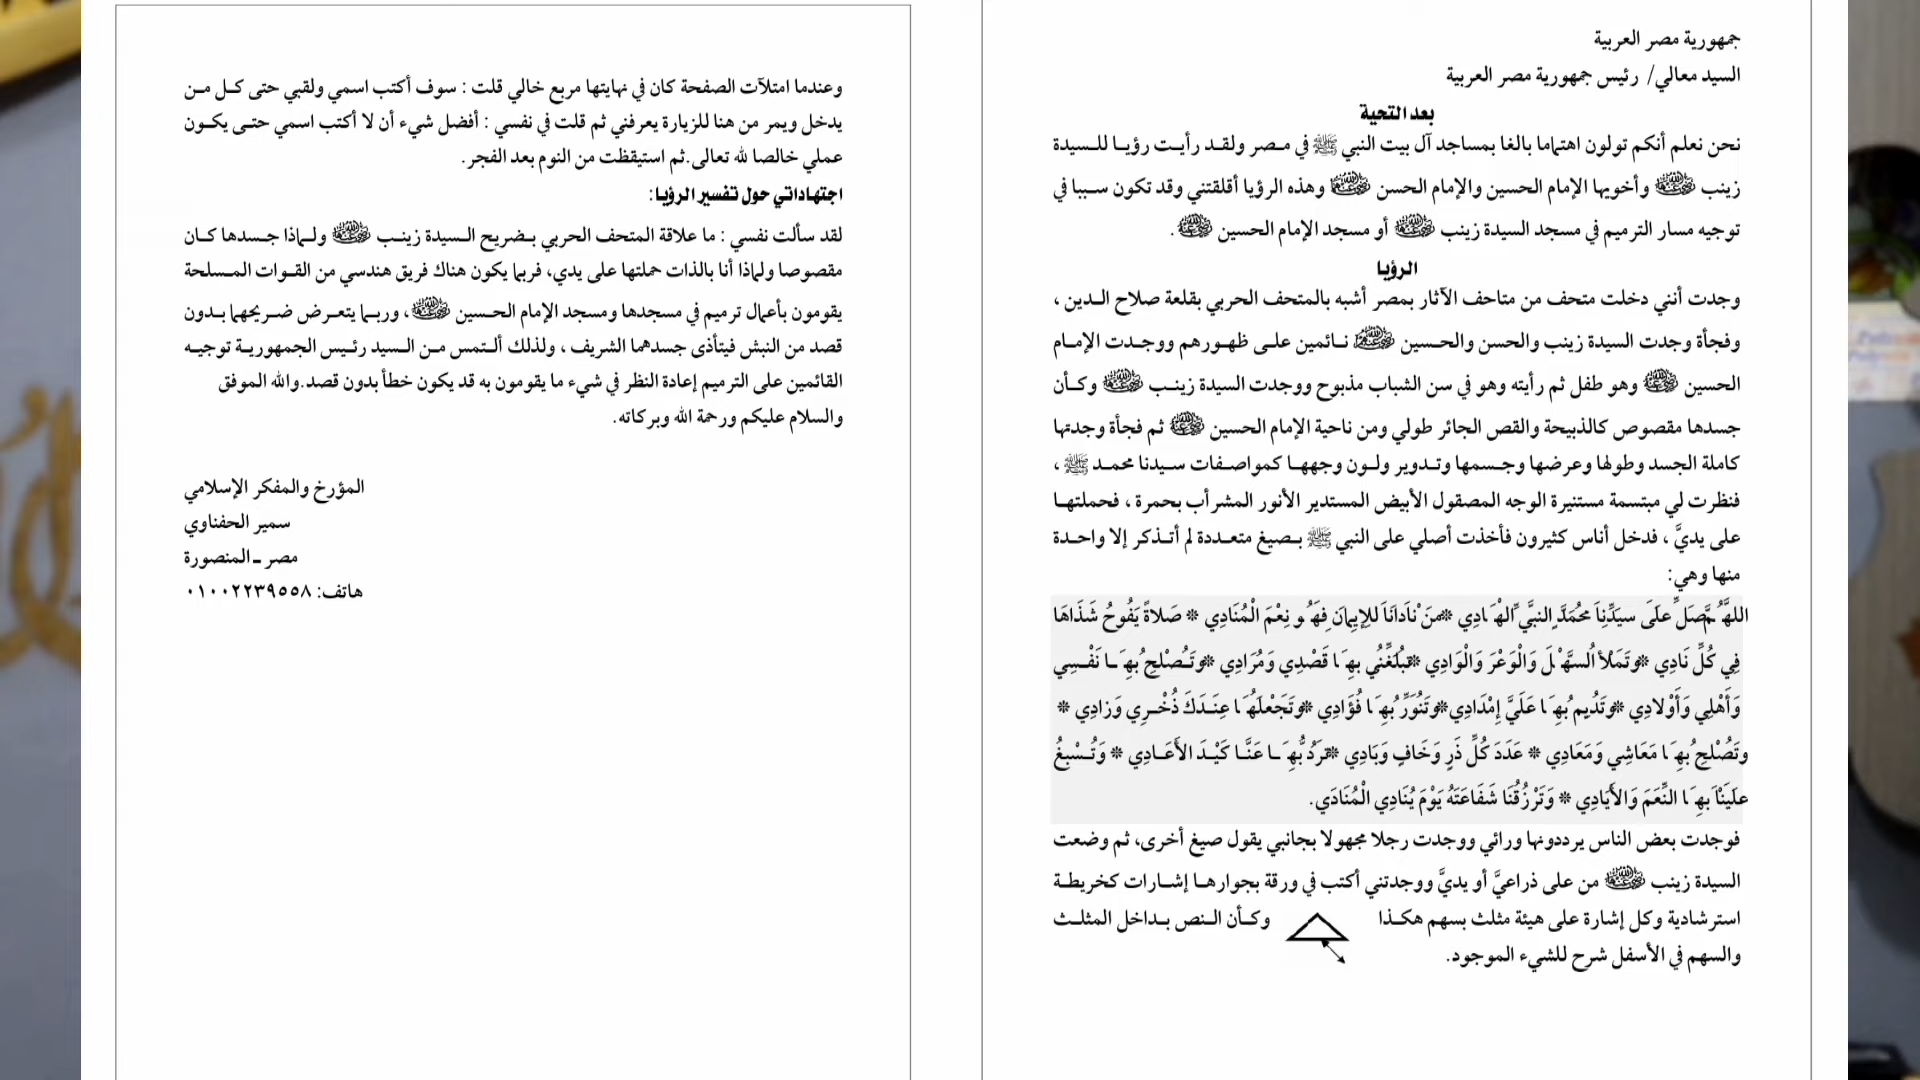 جمهورية مصر العربية
السيد معالي/ رئيس جمهورية مصر العربية
بعد التحية
نحن نعلم أنكم تولون اهتماما بالغا بمساجد آل بيت النبي ﷺ في مصر ولقد رأيت رؤيا للسيدة
زينب وأخويها الإمام الحسين والإمام الحسن وهذه الرؤيا أقلقتني وقد تكون سببا في
توجيه مسار الترميم في مسجد السيدة زينب أو مسجد الإمام الحسين .
الرؤيا
وجدت أنني دخلت متحف من متاحف الآثار بمصر أشبه بالمتحف الحربي بقلعة صلاح الدين ،
وفجأة وجدت السيدة زينب والحسن والحسين نائمين على ظهورهم ووجدت الإمام
الحسين وهو طفل ثم رأيته وهو في سن الشباب مذبوح ووجدت السيدة زينب وكأن
جسدها مقصوص كالذبيحة والقص الجائر طولي ومن ناحية الإمام الحسين ثم فجأة وجدتها
كاملة الجسد وطولها وعرضها وجسمها وتدوير ولون وجهها كمواصفات سيدنا محمد ﷺ ،
فنظرت لي مبتسمة مستنيرة الوجه المصقول الأبيض المستدير الأنور المشرأب بحمرة ، فحملتها
على يديَّ ، فدخل أناس كثيرون فأخذت أصلي على النبي ﷺ بصيغ متعددة لم أتذكر إلا واحدة
منها وهي:
اللهُمَّ صَلِّ عَلَى سَيِّدِنَا مُحَمَّدٍ النبيِّ الهَادِي * مَنْ نَادَانَا للإِيمَانِ فَهُو نِعْمَ الْمُنَادِي * صَلاةً يَفُوحُ شَذَاهَا
فِي كُلِّ نَادِي * وتَمَلأُ السَّهْلَ وَالْوَعْرَ وَالْوَادِي * تُبَلِّغُنِي بهَا قَصْدِي وَمُرَادِي * وَتُصْلِحُ بهَا نَفْسِي
وَأَهْلِي وَأَوْلادِي * وتَدُيم بُهَا عَلَيَّ إِمْدَادِي * وَتُنَوِّرُ بهَا فُؤَادِي * وتَجْعَلُهَا عِنَدَكَ ذُخْرِي وَزادِي *
وتُصْلِحُ بهَا مَعَاشِي وَمَعَادِي * عَدَدَ كُلِّ ذَرٍ وَخَافٍ وَبَادِي * تَرُدُّ بهَا عَنَّا كَيْدَ الأَعَادِي * وَتُسْبِغُ
علَيْنَا بهَا النِّعَمَ وَالأَيَادِي * وَتَرْزُقُنَا شَفَاعَتَهُ يَوْمَ يُنَادِي الْمُنَادَي.
فوجدت بعض الناس يرددونها ورائي ووجدت رجلا مجهولا بجانبي يقول صيغ أخرى، ثم وضعت
السيدة زينب من على ذراعيَّ أو يديَّ ووجدتني أكتب في ورقة بجوارها إشارات كخريطة
استرشادية وكل إشارة على هيئة مثلث بسهم هكذا وكأن النص بداخل المثلث
والسهم في الأسفل شرح للشيء الموجود.
وعندما امتلآت الصفحة كان في نهايتها مربع خالي قلت : سوف أكتب اسمي ولقبي حتى كل من
يدخل ويمر من هنا للزيارة يعرفني ثم قلت في نفسي : أفضل شيء أن لا أكتب اسمي حتى يكون
عملي خالصا لله تعالى.ثم استيقظت من النوم بعد الفجر.
اجتهاداتي حول تفسير الرؤيا:
لقد سألت نفسي : ما علاقة المتحف الحربي بضريح السيدة زينب ولماذا جسدها كان
مقصوصا ولماذا أنا بالذات حملتها على يدي، فربما يكون هناك فريق هندسي من القوات المسلحة
يقومون بأعمال ترميم في مسجدها ومسجد الإمام الحسين ، وربما يتعرض ضريحهما بدون
قصد من النبش فيتأذى جسدهما الشريف ، ولذلك ألتمس من السيد رئيس الجمهورية توجيه
القائمين على الترميم إعادة النظر في شيء ما يقومون به قد يكون خطأ بدون قصد.والله الموفق
والسلام عليكم ورحمة الله وبركاته.
المؤرخ والمفكر الإسلامي
سمير الحفناوي
مصر ـ المنصورة
هاتف: ٠١٠٠٢٢٣٩٥٥٨